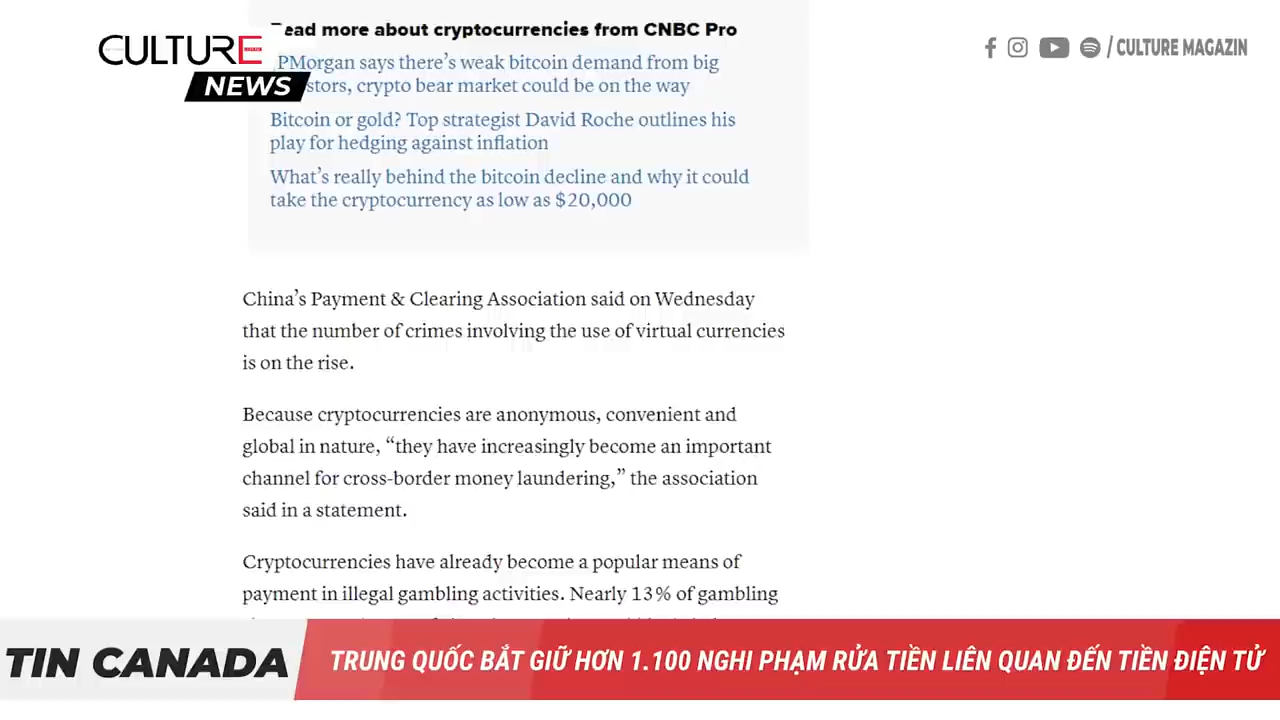 CULTURE
NEWS
/ CULTURE MAGAZIN
ead more about cryptocurrencies from CNBC Pro
PMorgan says there's weak bitcoin demand from big
stors, crypto bear market could be on the way
Bitcoin or gold? Top strategist David Roche outlines his
play for hedging against inflation
What's really behind the bitcoin decline and why it could
take the cryptocurrency as low as $20,000
China's Payment & Clearing Association said on Wednesday
that the number of crimes involving the use of virtual currencies
is on the rise.
Because cryptocurrencies are anonymous, convenient and
global in nature, “they have increasingly become an important
channel for cross-border money laundering,” the association
said in a statement.
Cryptocurrencies have already become a popular means of
payment in illegal gambling activities. Nearly 13% of gambling
TIN CANADA
TRUNG QUỐC BẮT GIỮ HƠN 1.100 NGHI PHẠM RỬA TIỀN LIÊN QUAN ĐẾN TIỀN ĐIỆN TỬ